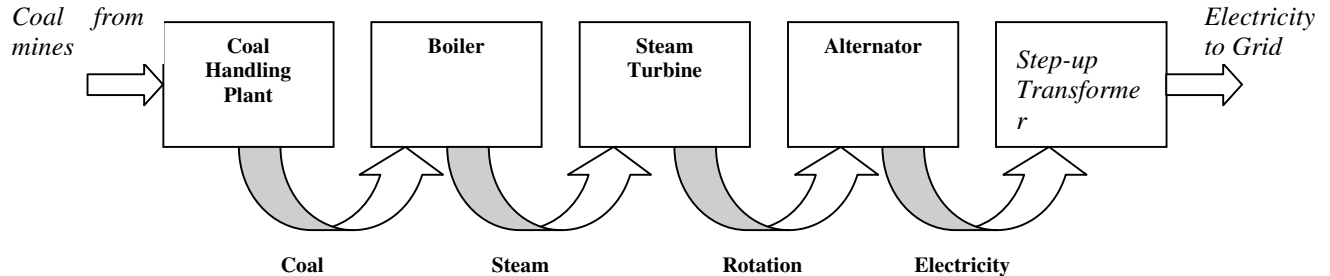 Coal from
mines
Coal
Handling
Plant
Boiler
Steam
Turbine
Alternator
Step-up
Transforme
r
Electricity
to Grid
Coal
Steam
Rotation
Electricity